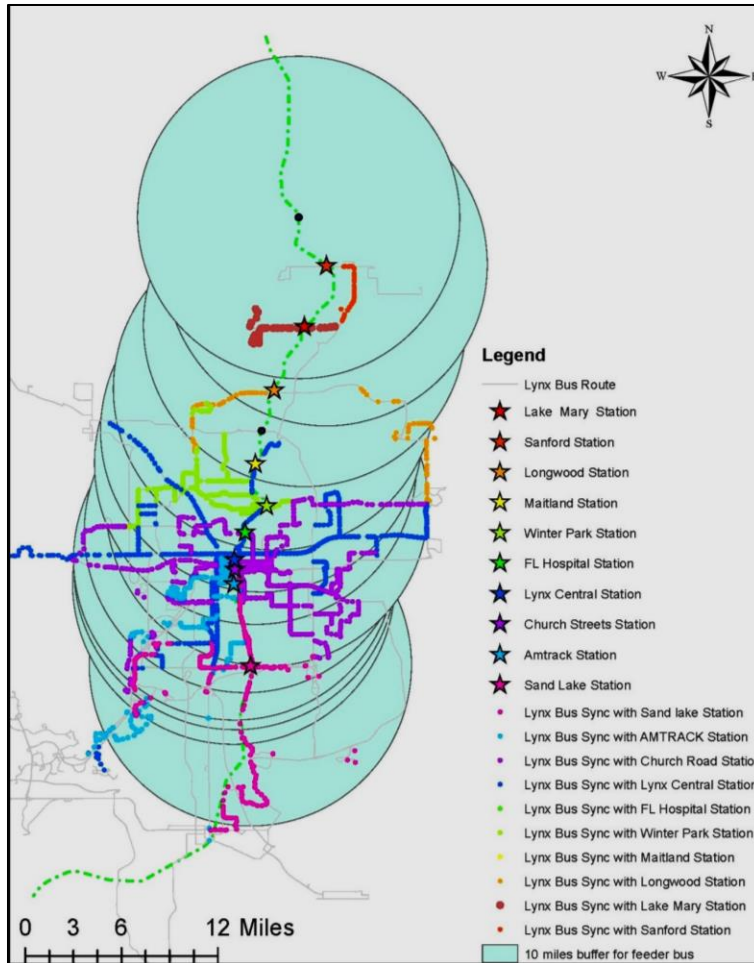 N
W
S
Legend
Lynx Bus Route
Lake Mary Station
Sanford Station
Longwood Station
Maitland Station
Winter Park Station
FL Hospital Station
Lynx Central Station
Church Streets Station
Amtrack Station
Sand Lake Station
Lynx Bus Sync with Sand lake Station
Lynx Bus Sync with AMTRACK Station
Lynx Bus Sync with Church Road Statio
Lynx Bus Sync with Lynx Central Station
Lynx Bus Sync with FL Hospital Station
Lynx Bus Sync with Winter Park Station
Lynx Bus Sync with Maitland Station
Lynx Bus Sync with Longwood Station
Lynx Bus Sync with Lake Mary Station
Lynx Bus Sync with Sanford Station
10 miles buffer for feeder bus
0 3 6 12 Miles